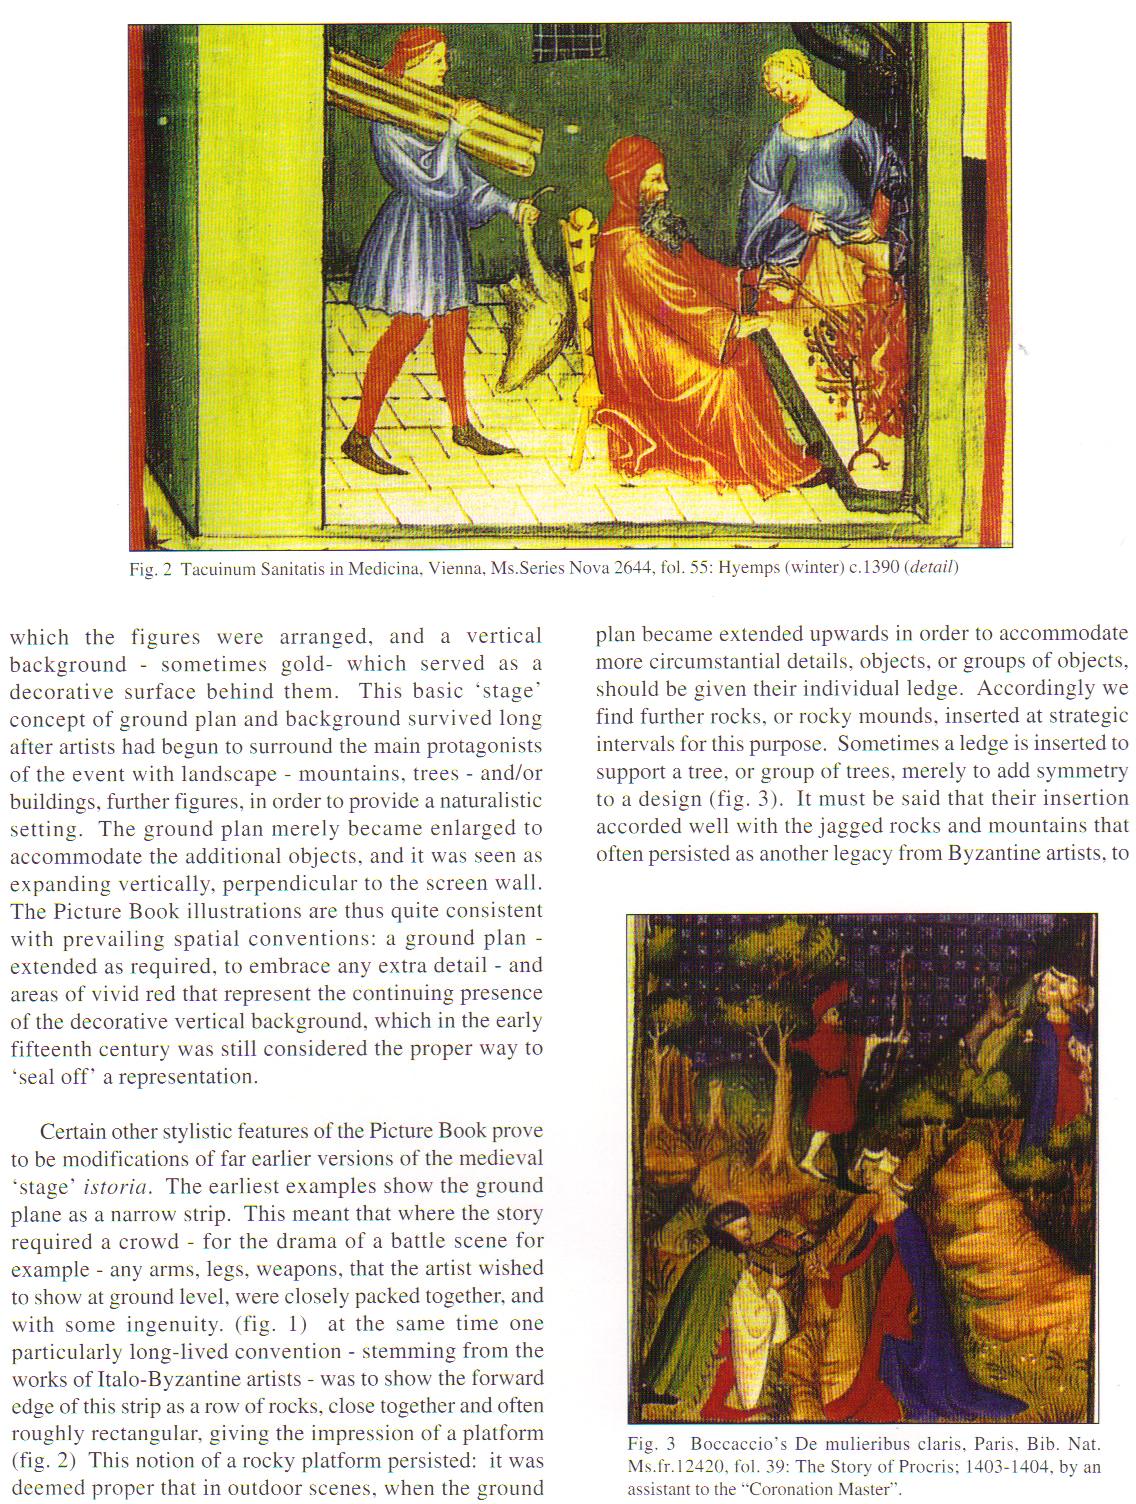 Fig. 2 Tacuinum Sanitatis in Medicina, Vienna, Ms.Series Nova 2644, fol. 55: Hyemps (winter) c.1390 (detail)
which the figures were arranged, and a vertical
background - sometimes gold- which served as a
decorative surface behind them. This basic ‘stage’
concept of ground plan and background survived long
after artists had begun to surround the main protagonists
of the event with landscape - mountains, trees - and/or
buildings, further figures, in order to provide a naturalistic
setting. The ground plan merely became enlarged to
accommodate the additional objects, and it was seen as
expanding vertically, perpendicular to the screen wall.
The Picture Book illustrations are thus quite consistent
with prevailing spatial conventions: a ground plan -
extended as required, to embrace any extra detail - and
areas of vivid red that represent the continuing presence
of the decorative vertical background, which in the early
fifteenth century was still considered the proper way to
‘seal off’ a representation.
Certain other stylistic features of the Picture Book prove
to be modifications of far earlier versions of the medieval
‘stage’ istoria. The earliest examples show the ground
plane as a narrow strip. This meant that where the story
required a crowd - for the drama of a battle scene for
example - any arms, legs, weapons, that the artist wished
to show at ground level, were closely packed together, and
with some ingenuity. (fig. 1) at the same time one
particularly long-lived convention - stemming from the
works of Italo-Byzantine artists - was to show the forward
edge of this strip as a row of rocks, close together and often
roughly rectangular, giving the impression of a platform
(fig. 2) This notion of a rocky platform persisted: it was
deemed proper that in outdoor scenes, when the ground
plan became extended upwards in order to accommodate
more circumstantial details, objects, or groups of objects,
should be given their individual ledge. Accordingly we
find further rocks, or rocky mounds, inserted at strategic
intervals for this purpose. Sometimes a ledge is inserted to
support a tree, or group of trees, merely to add symmetry
to a design (fig. 3). It must be said that their insertion
accorded well with the jagged rocks and mountains that
often persisted as another legacy from Byzantine artists, to
Fig. 3 Boccaccio’s De mulieribus claris, Paris, Bib. Nat.
Ms.fr.12420, fol. 39: The Story of Procris; 1403-1404, by an
assistant to the “Coronation Master”.